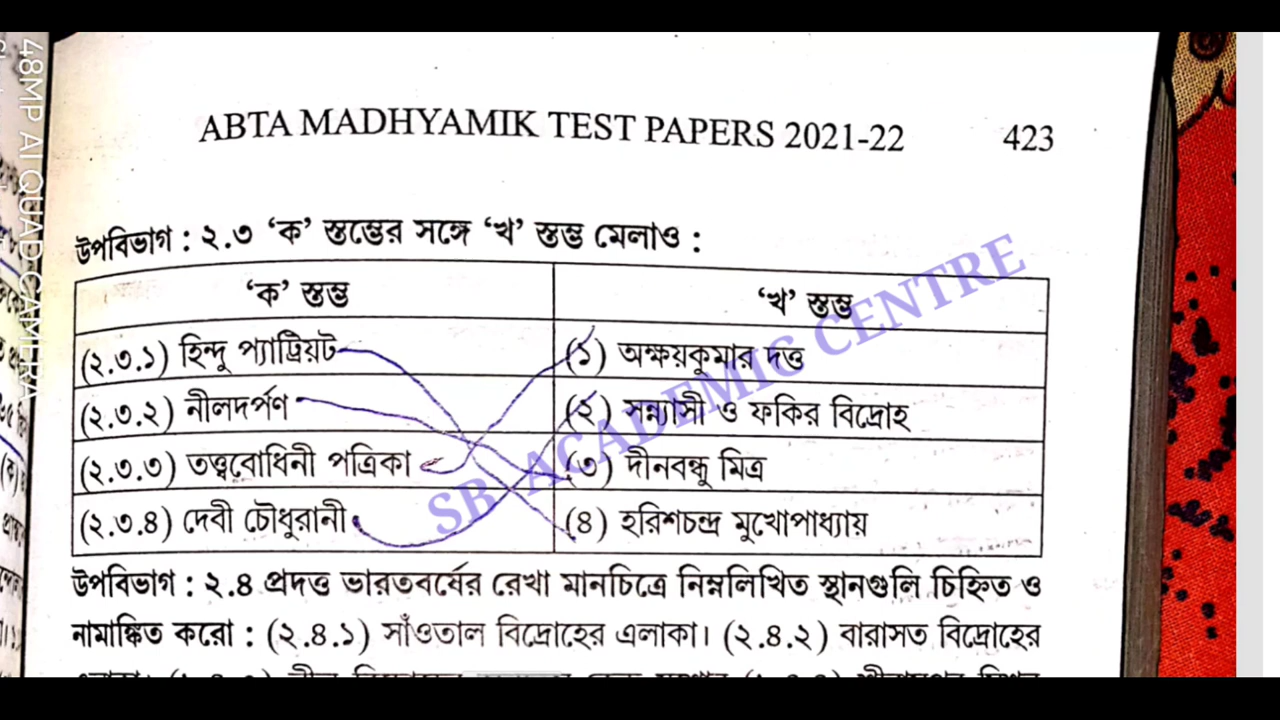 48MP AI QUAD CAMERA
ABTA MADHYAMIK TEST PAPERS 2021-22 423
উপবিভাগ : ২.৩ ‘ক’ স্তম্ভের সঙ্গে ‘খ’ স্তম্ভ মেলাও :
‘ক’ স্তম্ভ ‘খ’ স্তম্ভ
(২.৩.১) হিন্দু প্যাট্রিয়ট (১) অক্ষয়কুমার দত্ত
(২.৩.২) নীলদর্পণ (২) সন্ন্যাসী ও ফকির বিদ্রোহ
(২.৩.৩) তত্ত্ববোধিনী পত্রিকা (৩) দীনবন্ধু মিত্র
(২.৩.৪) দেবী চৌধুরানী (৪) হরিশচন্দ্র মুখোপাধ্যায়
SR ACADEMIC CENTRE
উপবিভাগ : ২.৪ প্রদত্ত ভারতবর্ষের রেখা মানচিত্রে নিম্নলিখিত স্থানগুলি চিহ্নিত ও
নামাঙ্কিত করো : (২.৪.১) সাঁওতাল বিদ্রোহের এলাকা। (২.৪.২) বারাসত বিদ্রোহের